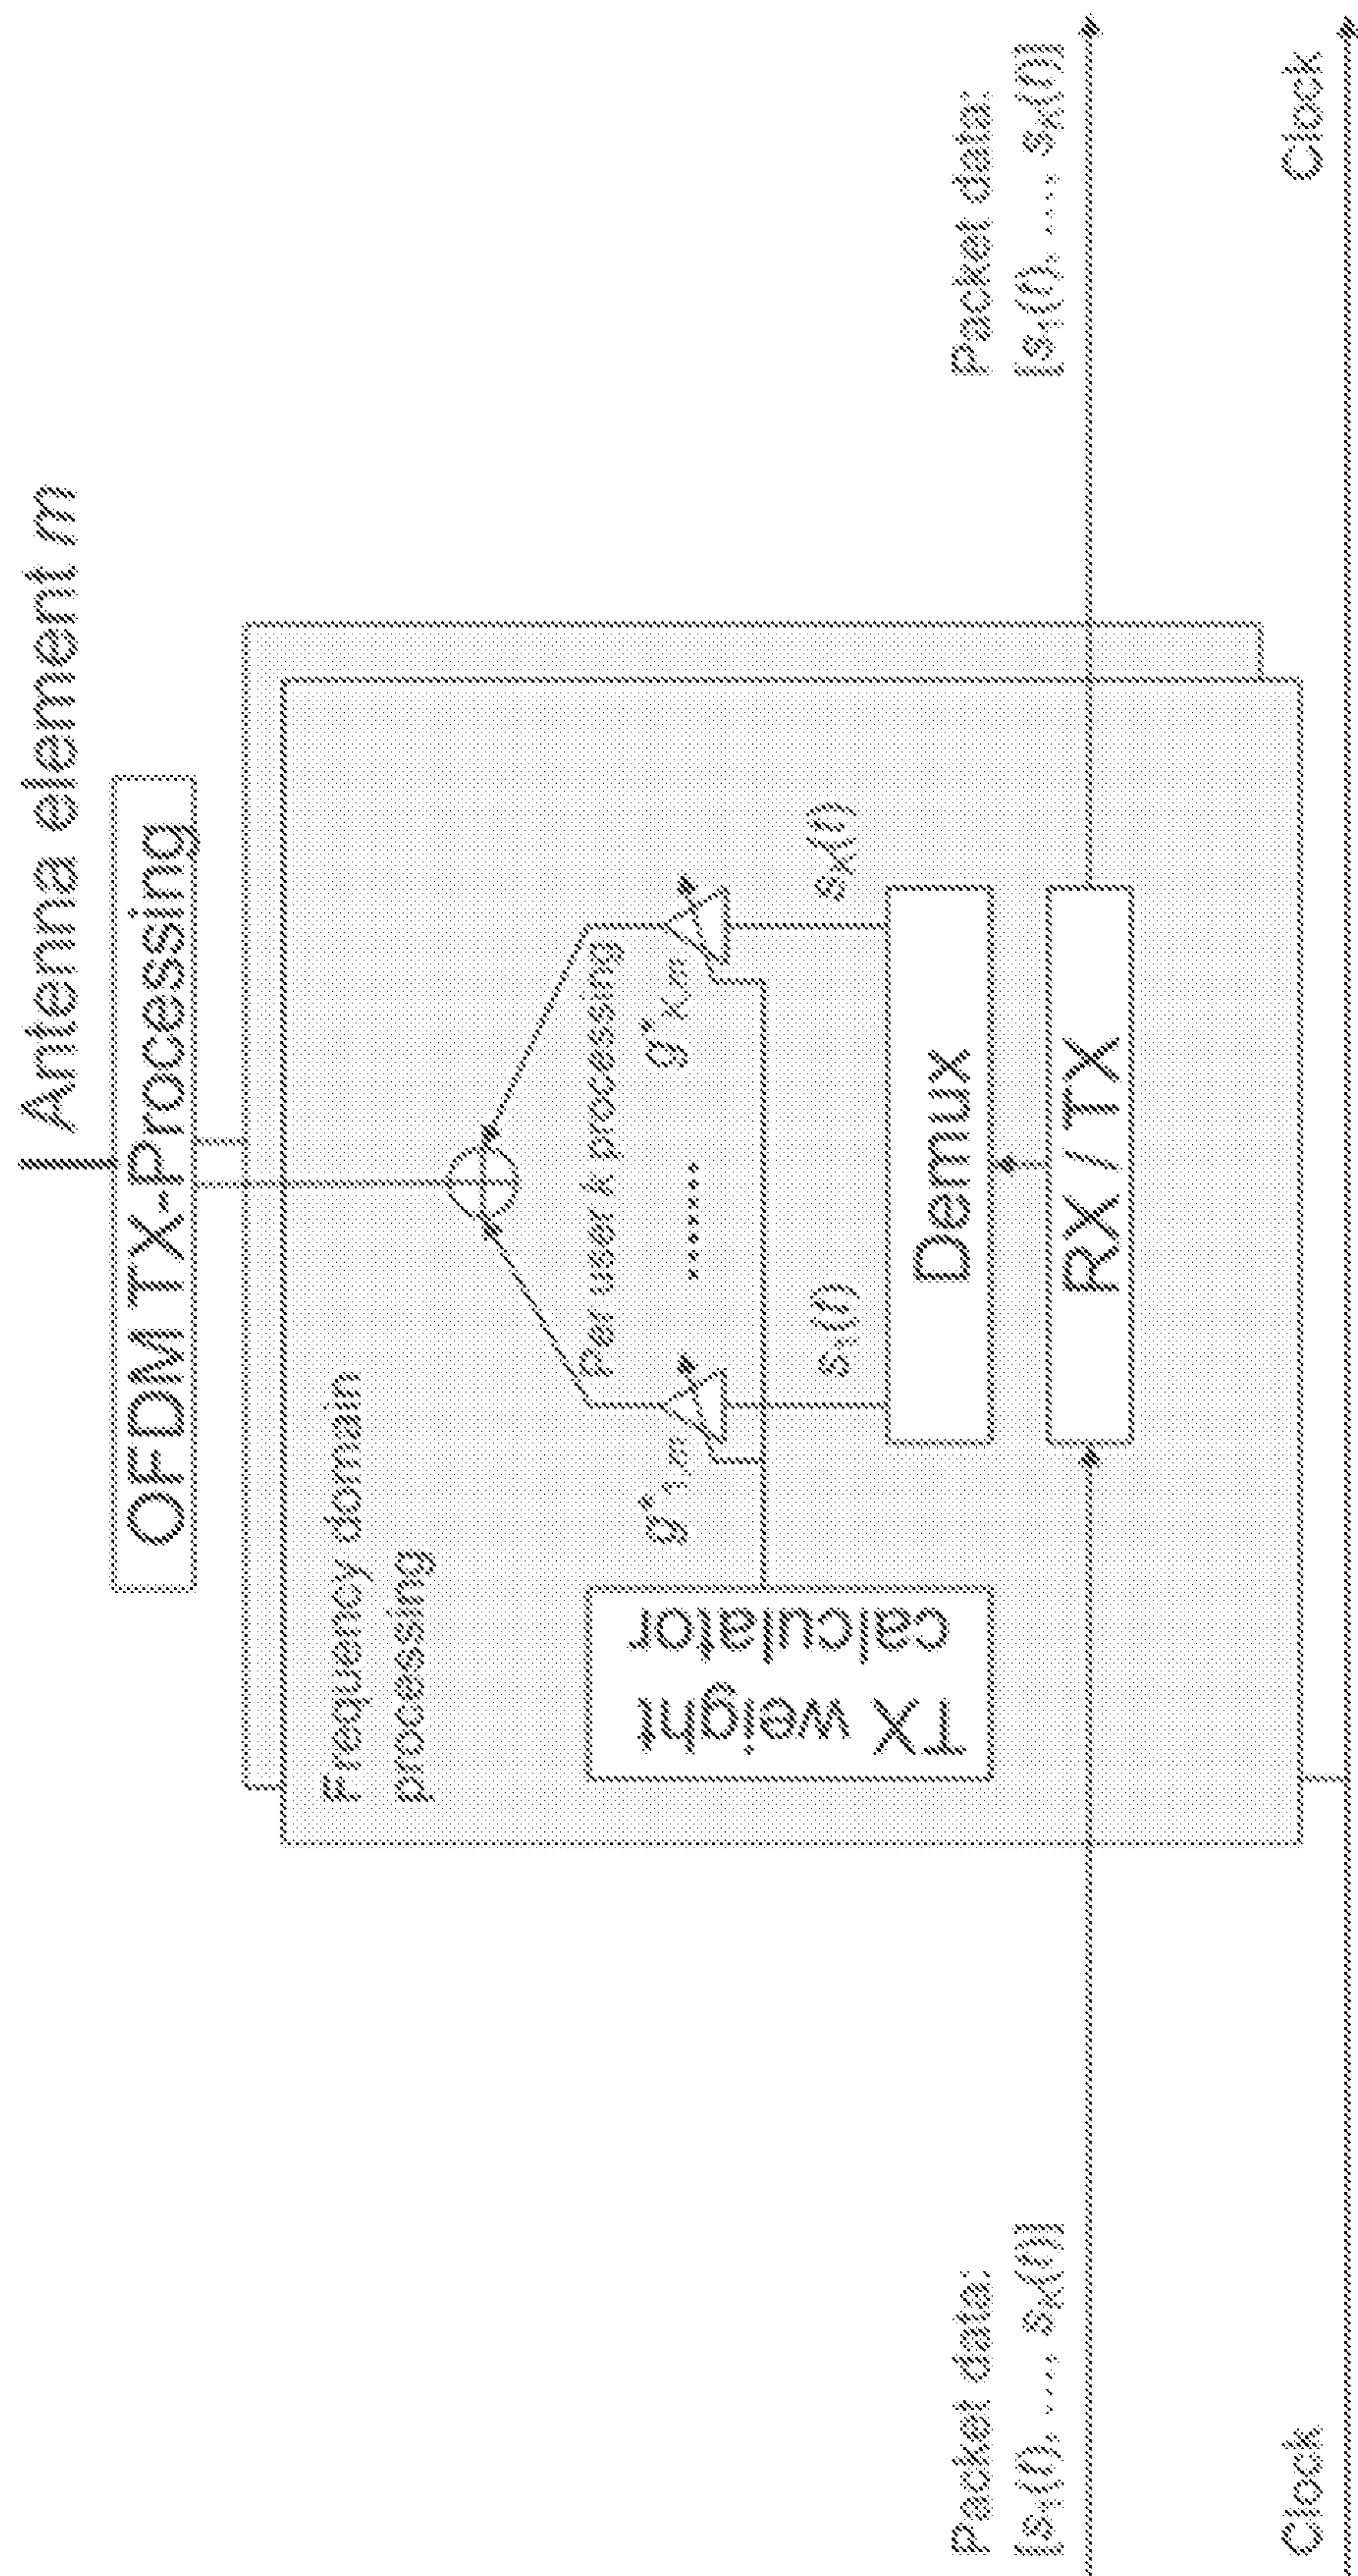 Antenna element m
OFDM TX-Processing
Frequency domain
processing
Per user k processing
g*1,m
g*K,m
......
TX weight
calculator
s1(f)
sK(f)
Demux
RX / TX
Packet data:
[s1(f), ..., sK(f)]
Packet data:
[s1(f), ..., sK(f)]
Clock
Clock